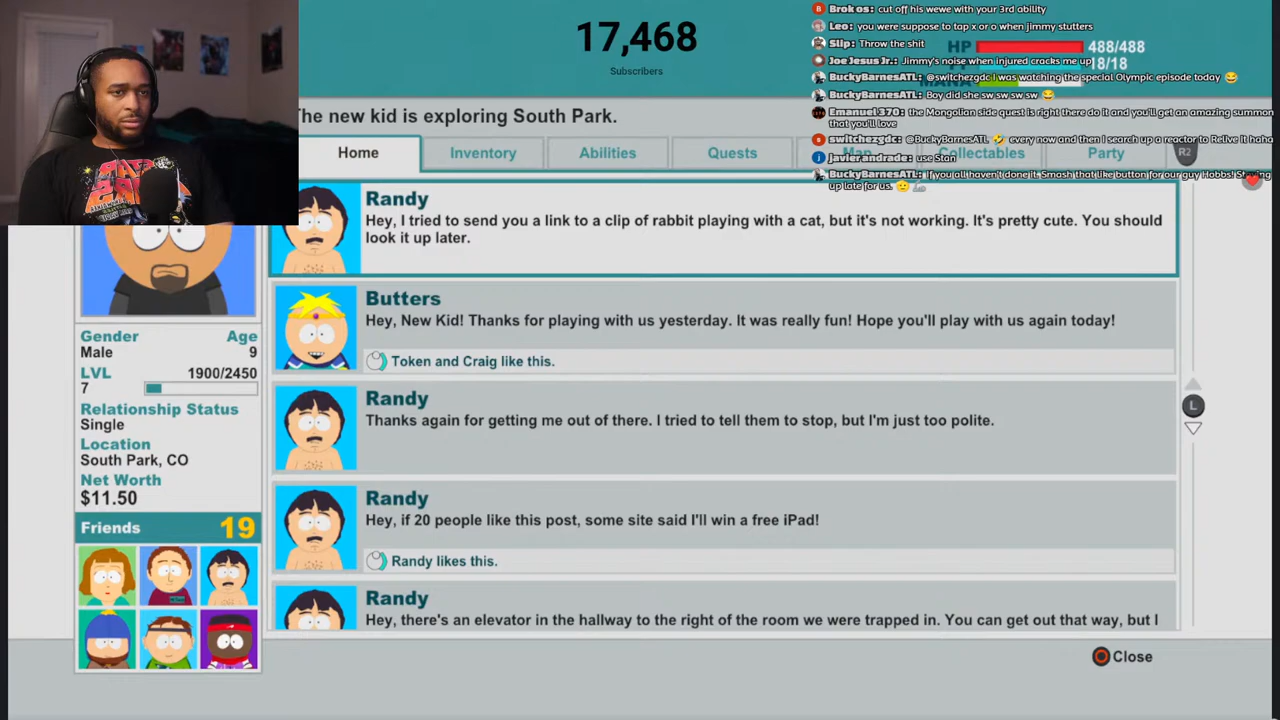 17,468
Subscribers
Brokos: cut off his wewe with your 3rd ability
Leo: you were suppose to tap x or o when jimmy stutters
Slip: Throw the shit
Joe Jesus Jr.: Jimmy's noise when injured cracks me up
BuckyBarnesATL: @switchezgdc I was watching the special Olympic episode today 😂
BuckyBarnesATL: Boy did she sw sw sw sw 😂
Emanuel 370: the Mongolian side quest is right there do it and you'll get an amazing summon
that you'll love
switchezgdc: @BuckyBarnesATL 🤣 every now and then I search up a reactor to Relive it haha
Javier andrade: use Stan
BuckyBarnesATL: If you all haven't done it. Smash that like button for our guy Hobbs!
up late for us.
HP 488/488
18/18
MANA
The new kid is exploring South Park.
Home
Inventory
Abilities
Quests
Map
Collectables
Party
R2
Randy
Hey, I tried to send you a link to a clip of rabbit playing with a cat, but it's not working. It's pretty cute. You should
look it up later.
Butters
Hey, New Kid! Thanks for playing with us yesterday. It was really fun! Hope you'll play with us again today!
Token and Craig like this.
Randy
Thanks again for getting me out of there. I tried to tell them to stop, but I'm just too polite.
Randy
Hey, if 20 people like this post, some site said I'll win a free iPad!
Randy likes this.
Randy
Hey, there's an elevator in the hallway to the right of the room we were trapped in. You can get out that way, but I
L
Gender Age
Male 9
LVL 1900/2450
7
Relationship Status
Single
Location
South Park, CO
Net Worth
$11.50
Friends 19
Close